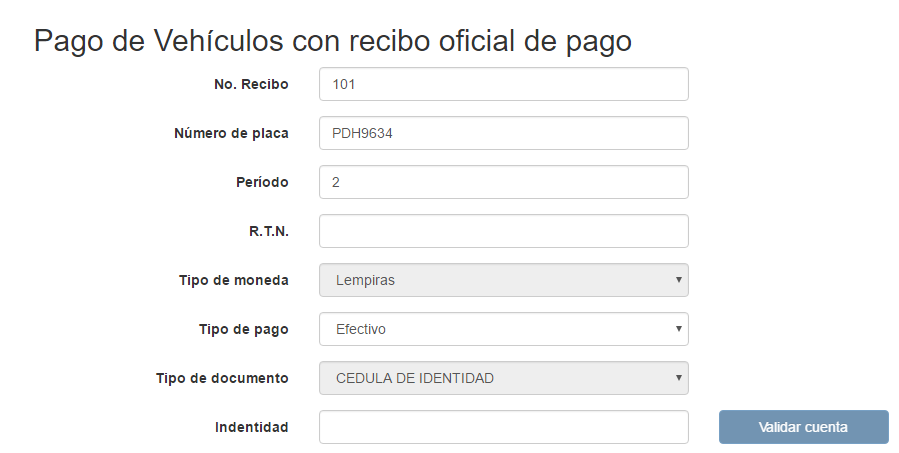 Pago de Vehículos con recibo oficial de pago
No. Recibo 101
Número de placa PDH9634
Período 2
R.T.N.
Tipo de moneda Lempiras
Tipo de pago Efectivo
Tipo de documento CEDULA DE IDENTIDAD
Indentidad Validar cuenta